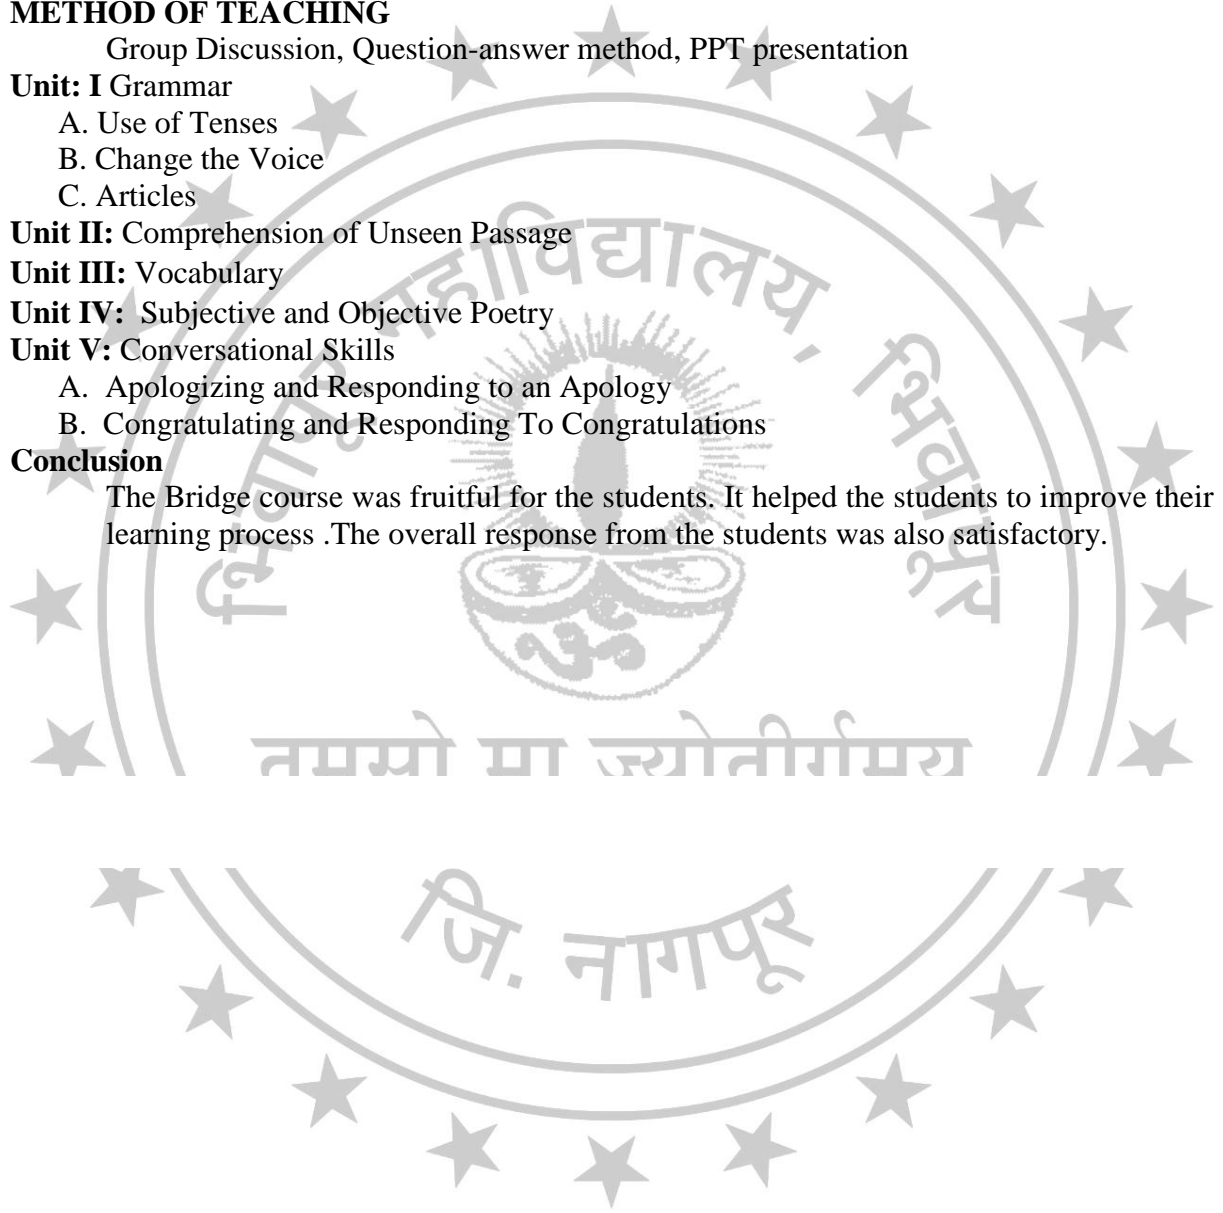 METHOD OF TEACHING
Group Discussion, Question-answer method, PPT presentation
Unit: I Grammar
A. Use of Tenses
B. Change the Voice
C. Articles
Unit II: Comprehension of Unseen Passage
Unit III: Vocabulary
Unit IV: Subjective and Objective Poetry
Unit V: Conversational Skills
A. Apologizing and Responding to an Apology
B. Congratulating and Responding To Congratulations
Conclusion
The Bridge course was fruitful for the students. It helped the students to improve their
learning process .The overall response from the students was also satisfactory.
भिवापूर महाविद्यालय, भिवापूर
तमसो मा ज्योतीर्गमय
जि. नागपूर